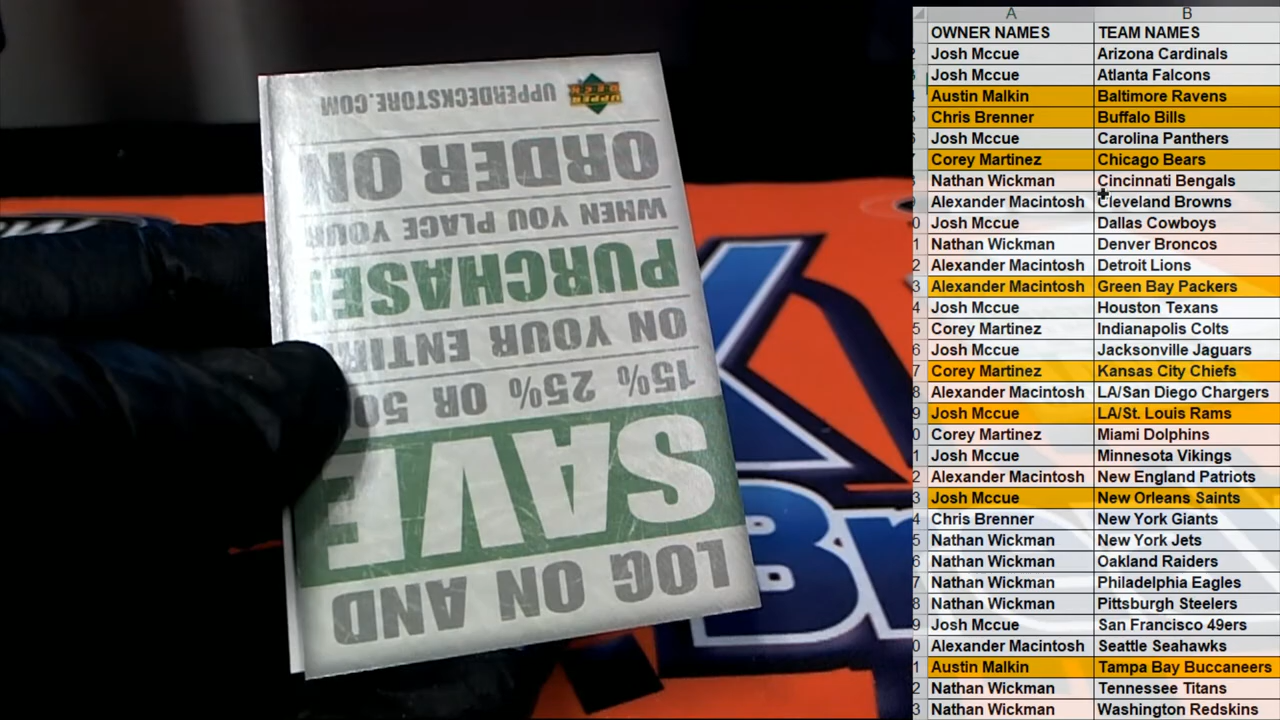 LOG ON AND
SAVE
15% 25% OR 50
ON YOUR ENTIR
PURCHASE!
WHEN YOU PLACE YOUR
ORDER ON
UPPERDECKSTORE.COM
UPPER DECK
A B
OWNER NAMES TEAM NAMES
Josh Mccue Arizona Cardinals
Josh Mccue Atlanta Falcons
Austin Malkin Baltimore Ravens
Chris Brenner Buffalo Bills
Josh Mccue Carolina Panthers
Corey Martinez Chicago Bears
Nathan Wickman Cincinnati Bengals
Alexander Macintosh Cleveland Browns
Josh Mccue Dallas Cowboys
Nathan Wickman Denver Broncos
Alexander Macintosh Detroit Lions
Alexander Macintosh Green Bay Packers
Josh Mccue Houston Texans
Corey Martinez Indianapolis Colts
Josh Mccue Jacksonville Jaguars
Corey Martinez Kansas City Chiefs
Alexander Macintosh LA/San Diego Chargers
Josh Mccue LA/St. Louis Rams
Corey Martinez Miami Dolphins
Josh Mccue Minnesota Vikings
Alexander Macintosh New England Patriots
Josh Mccue New Orleans Saints
Chris Brenner New York Giants
Nathan Wickman New York Jets
Nathan Wickman Oakland Raiders
Nathan Wickman Philadelphia Eagles
Nathan Wickman Pittsburgh Steelers
Josh Mccue San Francisco 49ers
Alexander Macintosh Seattle Seahawks
Austin Malkin Tampa Bay Buccaneers
Nathan Wickman Tennessee Titans
Nathan Wickman Washington Redskins